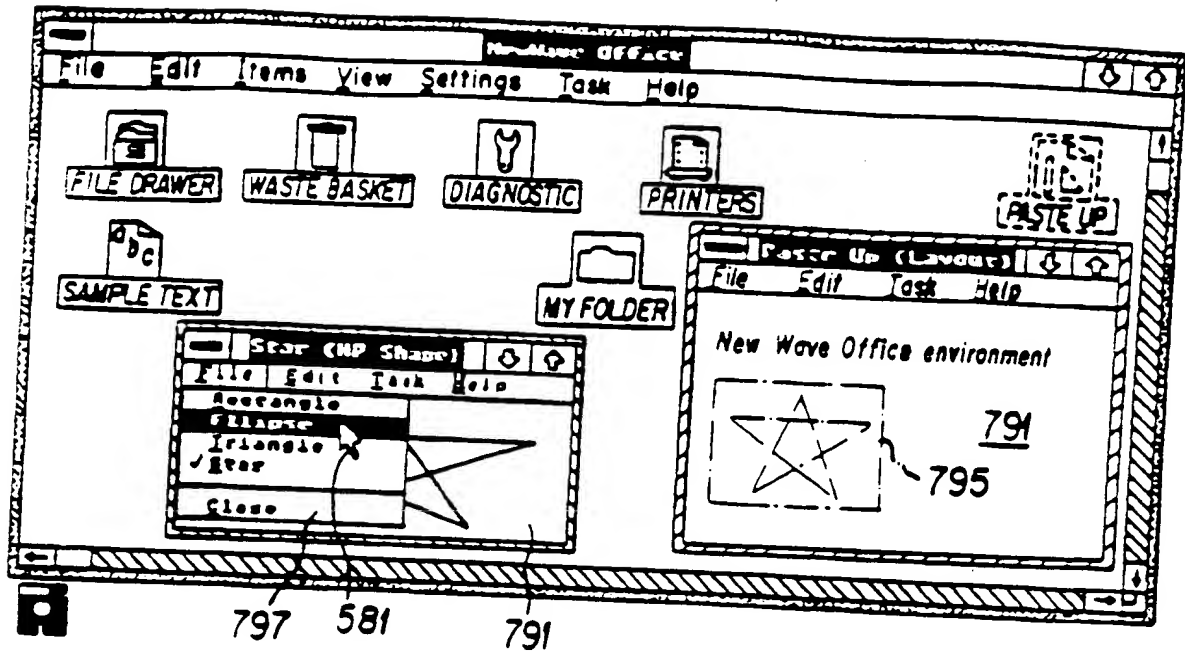 NewWave Office
File Edit Items View Settings Task Help
FILE DRAWER WASTE BASKET DIAGNOSTIC PRINTERS PASTE UP
abc
SAMPLE TEXT
MY FOLDER
Paste Up (Layout)
File Edit Task Help
New Wave Office environment
791
795
Star (HP Shape)
File Edit Task Help
Rectangle
Ellipse
Triangle
✓ Star
Close
797 581 791